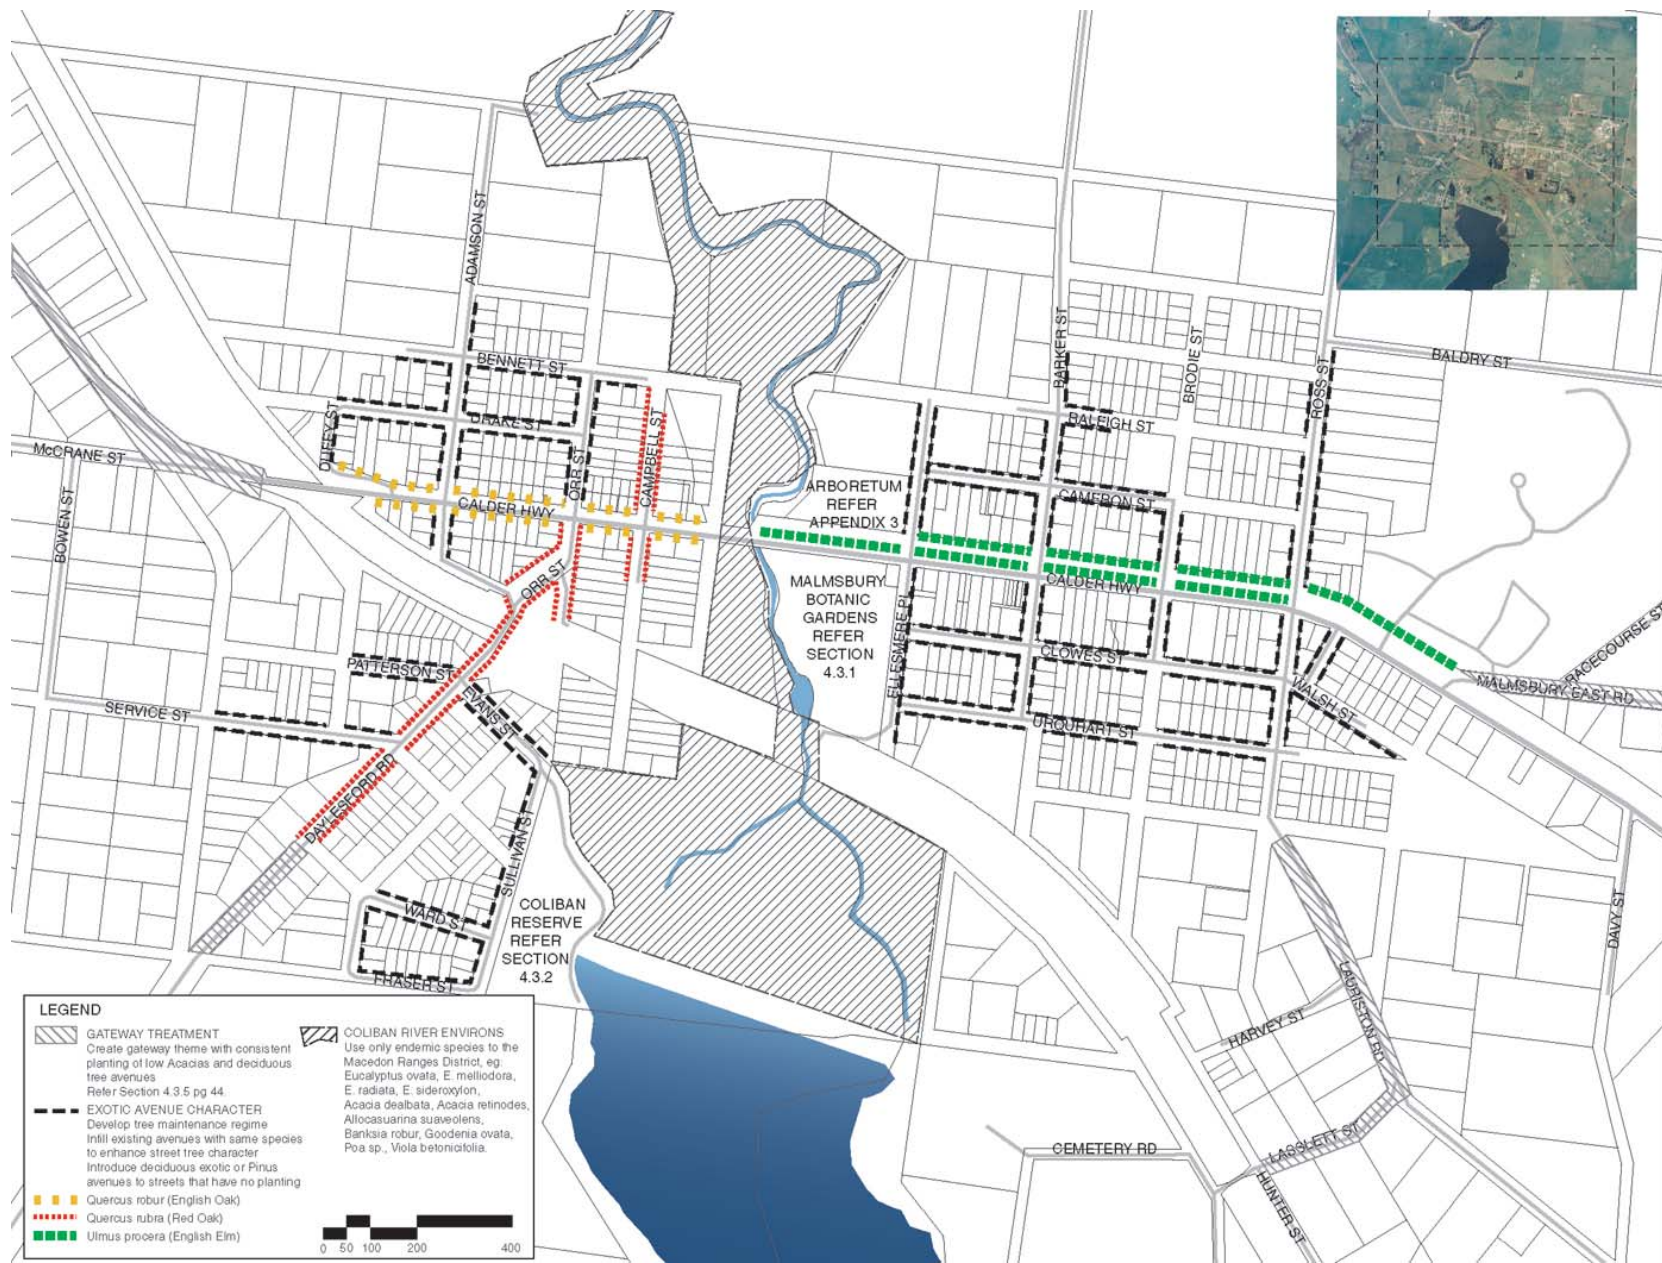 ADAMSON ST
BENNETT ST
DRAKE ST
DUFFY ST
McCRANE ST
BOWEN ST
CALDER HWY
ORR ST
CAMPBELL ST
ORR ST
PATTERSON ST
EVANS ST
SERVICE ST
DAYLESFORD RD
SULLIVAN ST
WARD ST
FRASER ST
COLIBAN
RESERVE
REFER
SECTION
4.3.2
ARBORETUM
REFER
APPENDIX 3
MALMSBURY
BOTANIC
GARDENS
REFER
SECTION
4.3.1
ELLESMERE PL
BARKER ST
BRODIE ST
ROSS ST
BALDRY ST
RALEIGH ST
CAMERON ST
CALDER HWY
CLOWES ST
URQUHART ST
WALSH ST
RACECOURSE ST
MALMSBURY EAST RD
DAVY ST
LAURISTON RD
HARVEY ST
LASSLETT ST
HUNTER ST
CEMETERY RD
LEGEND
GATEWAY TREATMENT
Create gateway theme with consistent
planting of low Acacias and deciduous
tree avenues
Refer Section 4.3.5 pg 44.
EXOTIC AVENUE CHARACTER
Develop tree maintenance regime
Infill existing avenues with same species
to enhance street tree character
Introduce deciduous exotic or Pinus
avenues to streets that have no planting
Quercus robur (English Oak)
Quercus rubra (Red Oak)
Ulmus procera (English Elm)
COLIBAN RIVER ENVIRONS
Use only endemic species to the
Macedon Ranges District, eg:
Eucalyptus ovata, E. melliodora,
E. radiata, E. sideroxylon,
Acacia dealbata, Acacia retinodes,
Allocasuarina suaveolens,
Banksia robur, Goodenia ovata,
Poa sp., Viola betonicifolia.
0 50 100 200 400